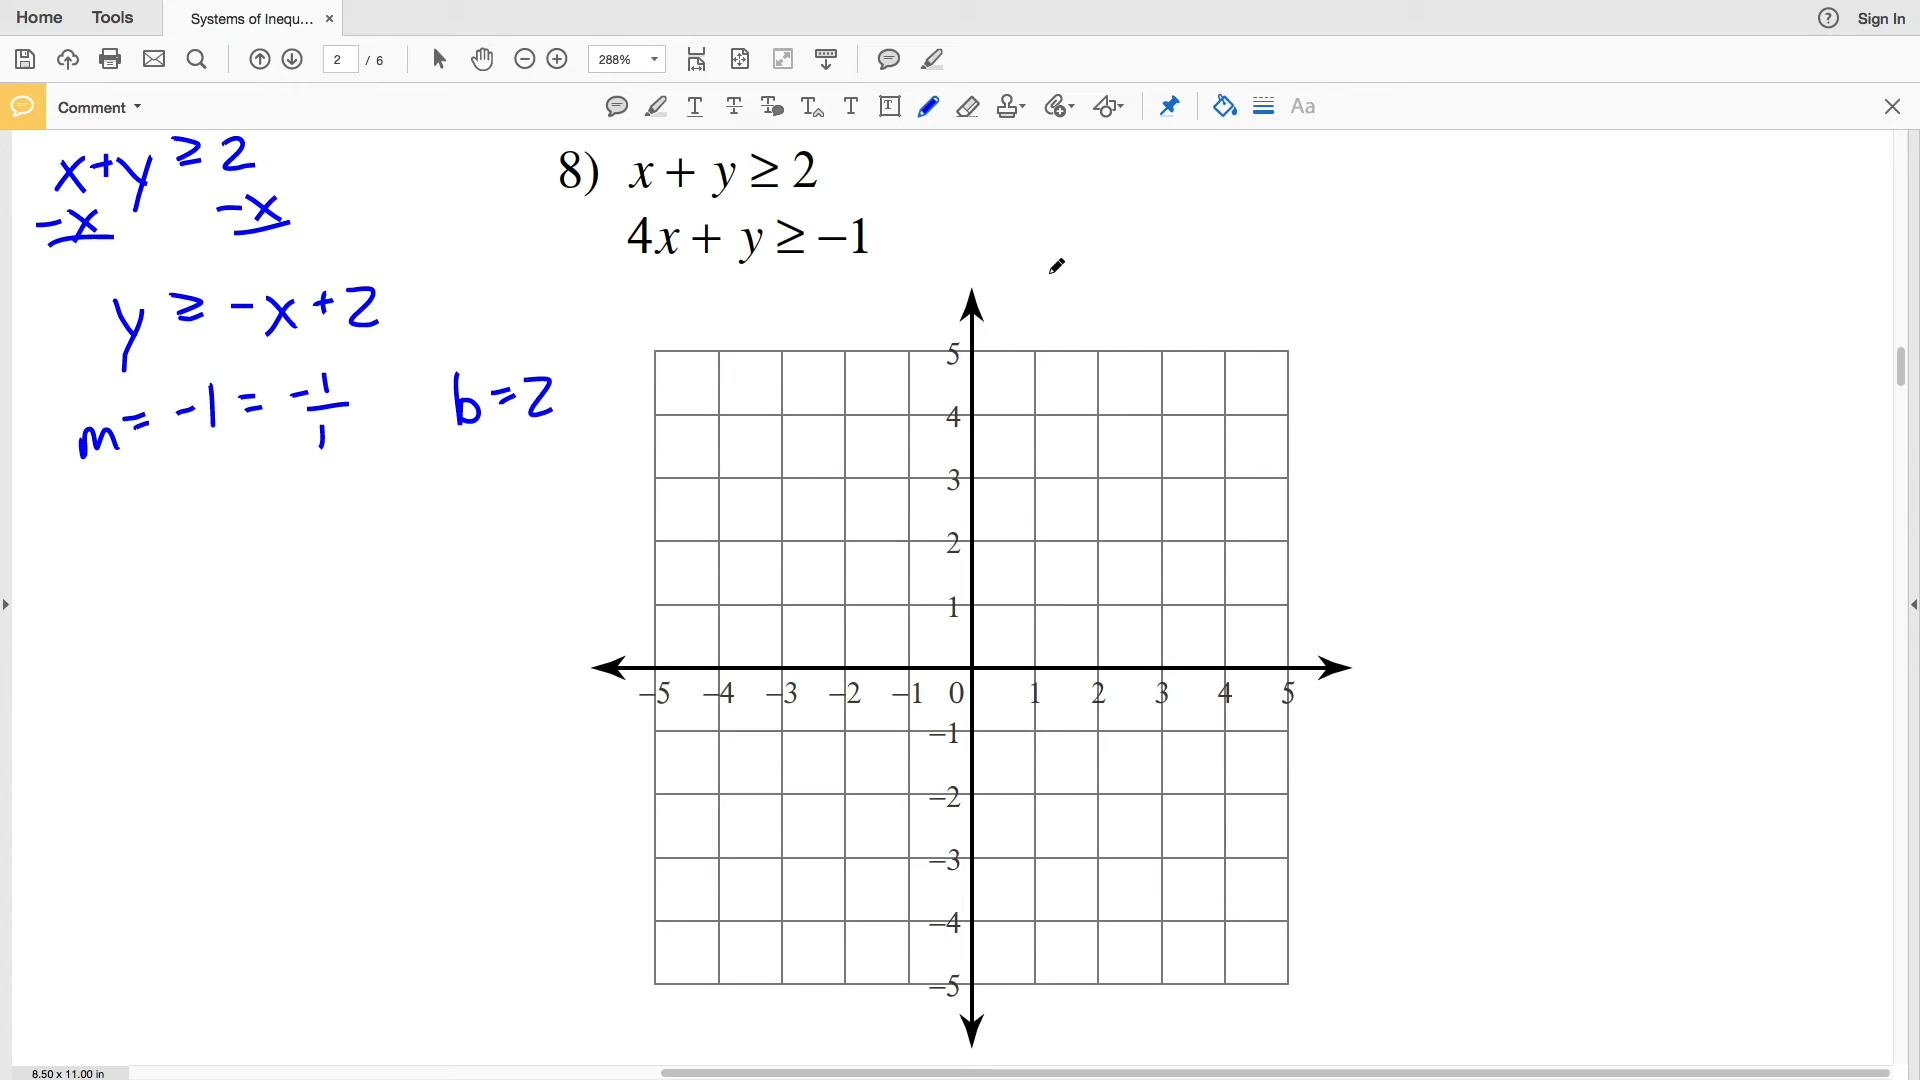 Home Tools Systems of Inequ... × ? Sign In
2 / 6 288%
Comment T T T T T T Aa
x+y ≥ 2
-x -x
y ≥ -x+2
m = -1 = -1/1 b=2
8) x + y ≥ 2
4x + y ≥ −1
5
4
3
2
1
−5 −4 −3 −2 −1 0 1 2 3 4 5
−1
−2
−3
−4
−5
8.50 x 11.00 in